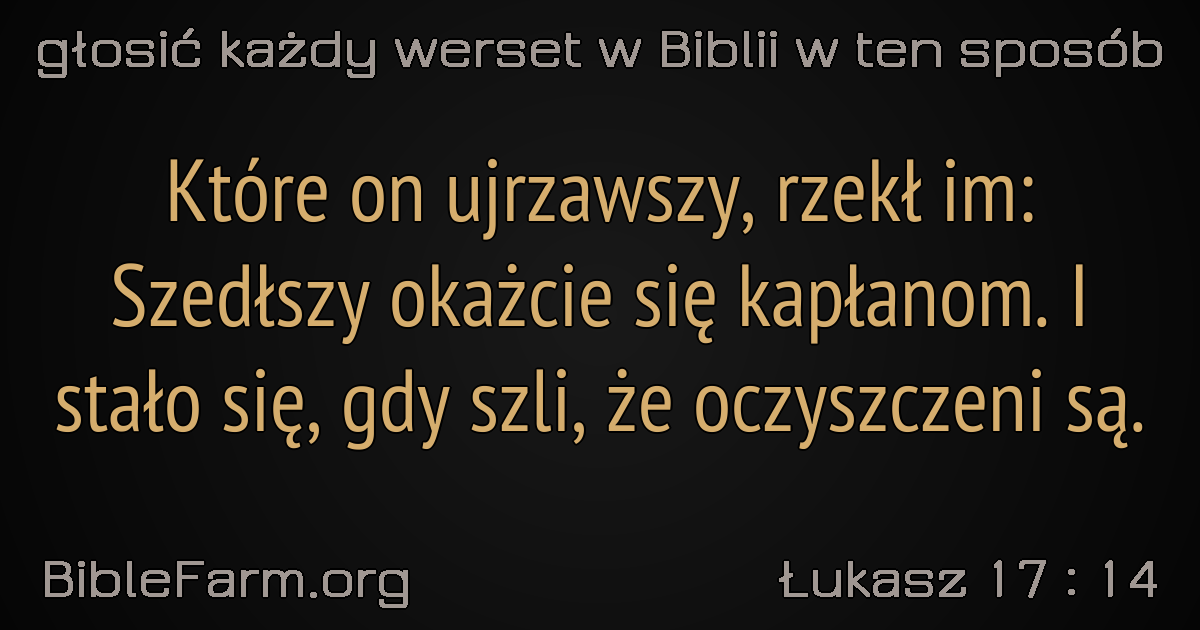 głosić każdy werset w Biblii w ten sposób
Które on ujrzawszy, rzekł im:
Szedłszy okażcie się kapłanom. I
stało się, gdy szli, że oczyszczeni są.
BibleFarm.org
Łukasz 17 : 14